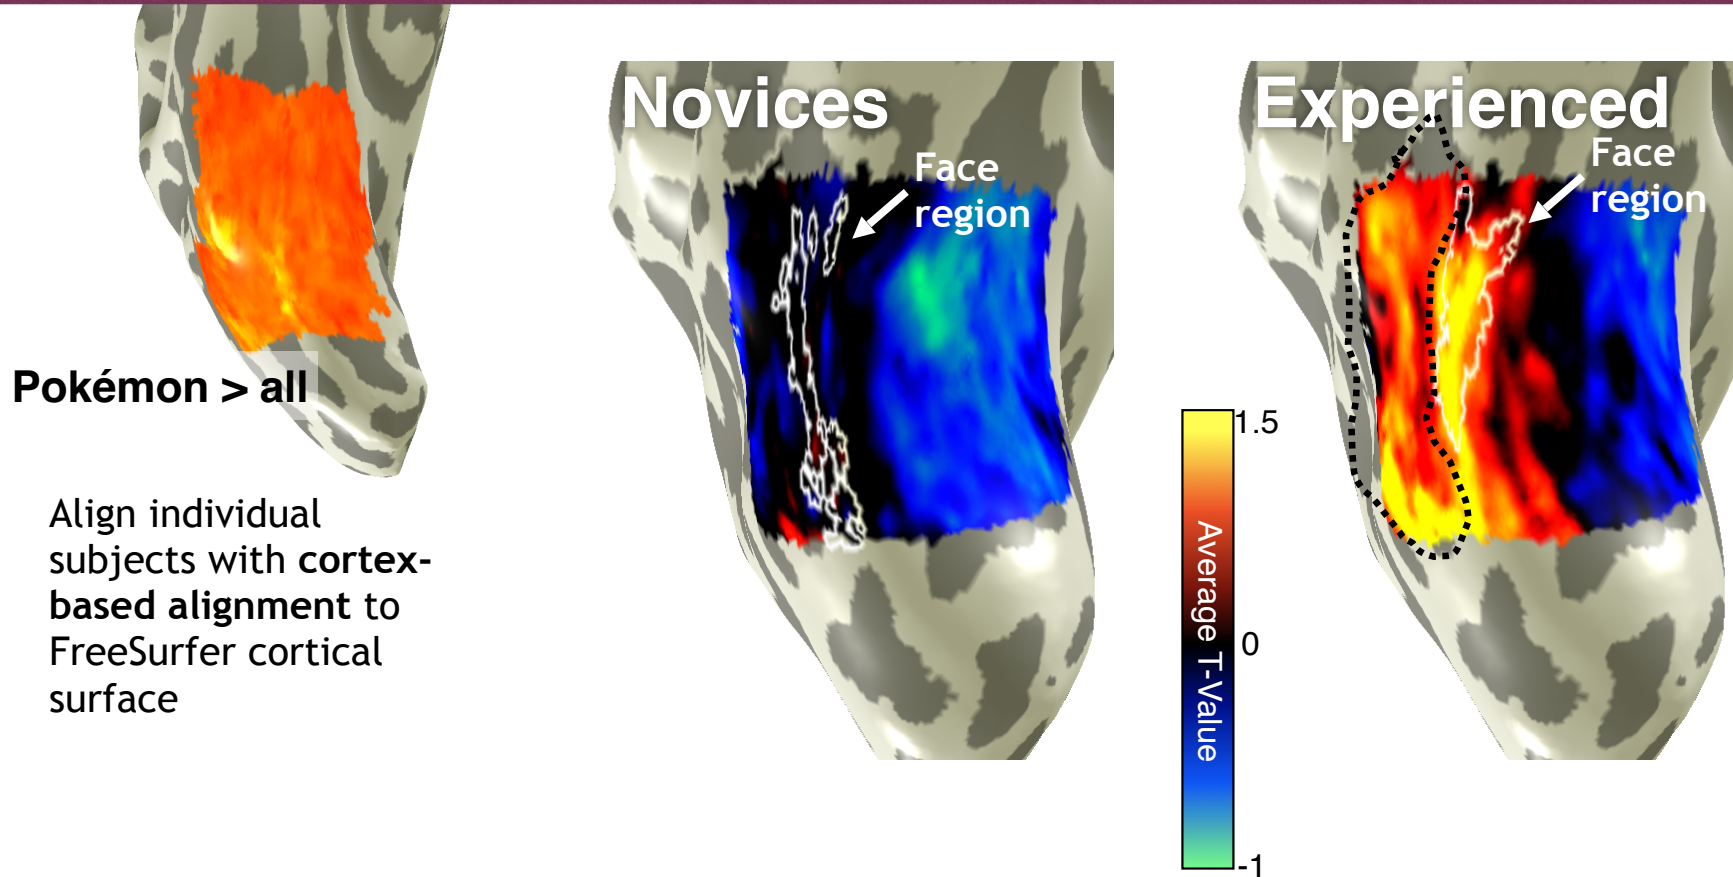 Pokémon > all
Align individual
subjects with cortex-
based alignment to
FreeSurfer cortical
surface
Novices
Face
region
Experienced
Face
region
1.5
0
-1
Average T-Value